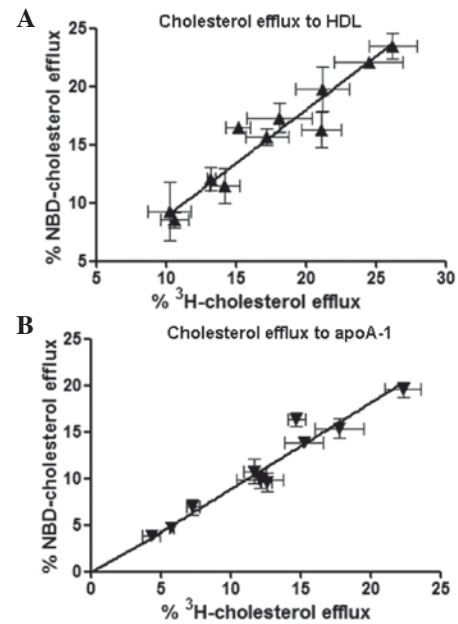 A
Cholesterol efflux to HDL
% NBD-cholesterol efflux
25
20
15
10
5
5 10 15 20 25 30
% ³H-cholesterol efflux
B
Cholesterol efflux to apoA-1
% NBD-cholesterol efflux
25
20
15
10
5
0
0 5 10 15 20 25
% ³H-cholesterol efflux